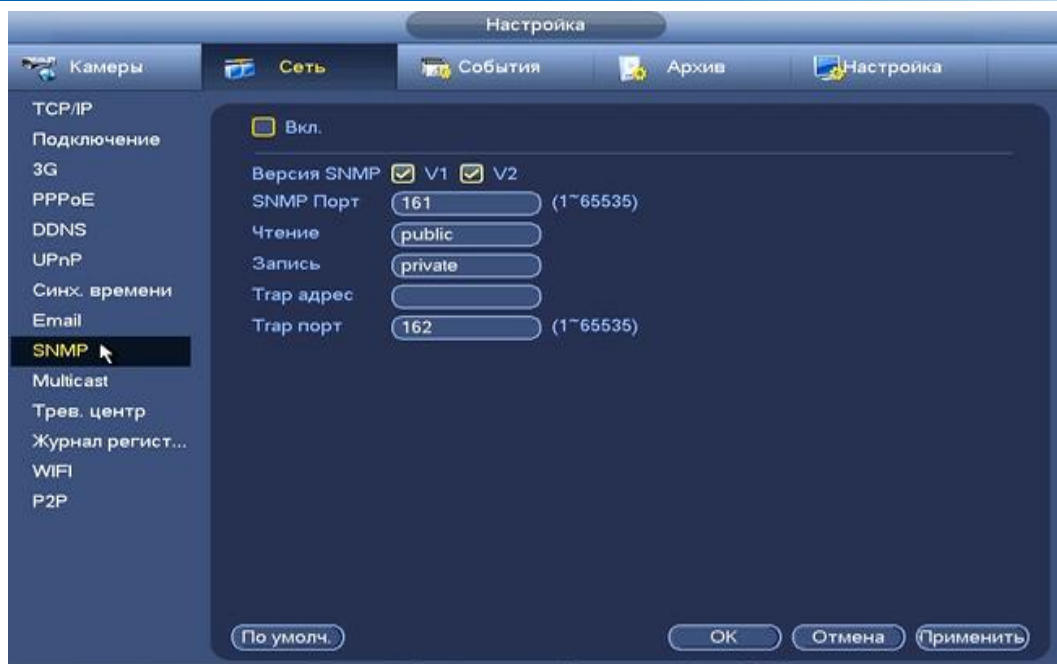 Настройка
Камеры Сеть События Архив Настройка
TCP/IP
Подключение
3G
PPPoE
DDNS
UPnP
Синх. времени
Email
SNMP
Multicast
Трев. центр
Журнал регист...
WIFI
P2P
Вкл.
Версия SNMP V1 V2
SNMP Порт 161 (1~65535)
Чтение public
Запись private
Trap адрес
Trap порт 162 (1~65535)
По умолч. OK Отмена Применить